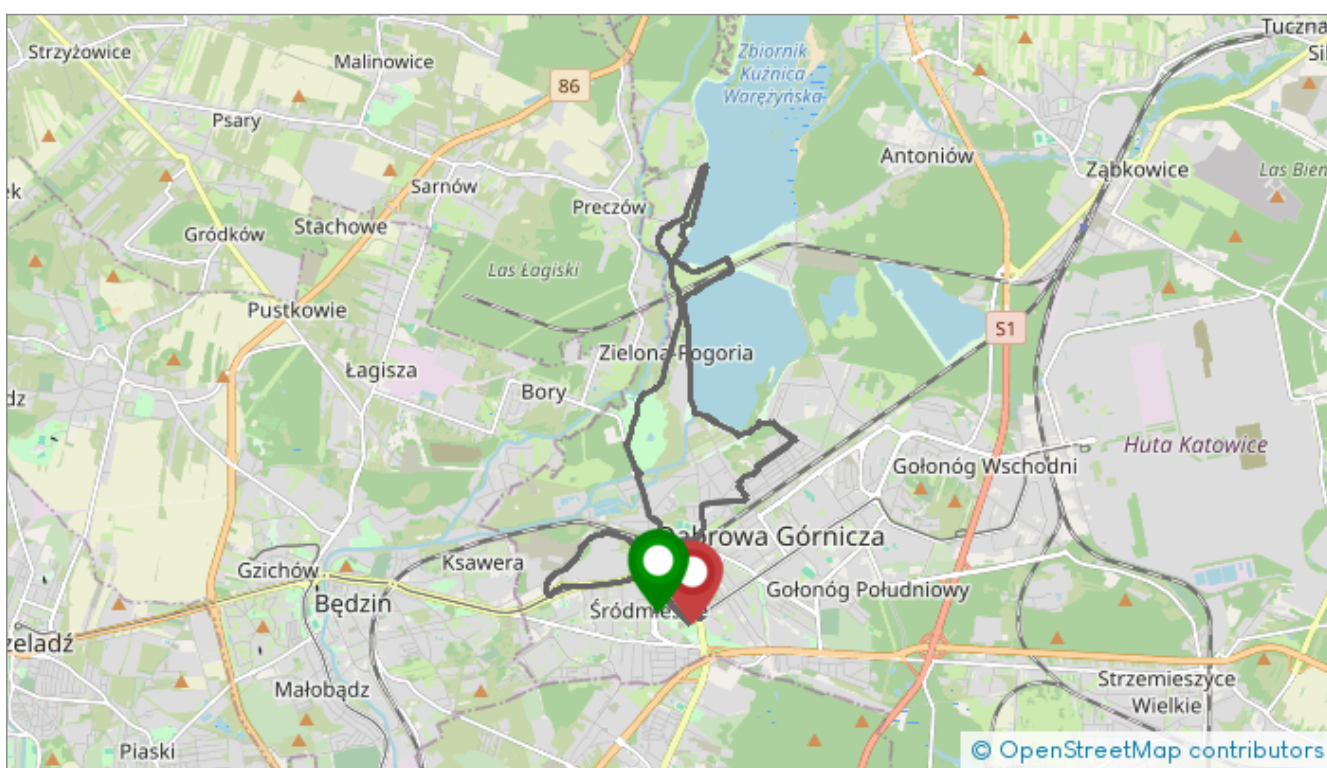 Tuczna
Strzyżowice
Malinowice
Zbiornik
Kuźnica
Warężyńska
86
Psary
Antoniów
Ząbkowice
Las Bien
ek
Sarnów
Preczów
Stachowe
Gródków
Las Łagiski
Pustkowie
S1
Zielona-Pogoria
Łagisza
Bory
dz
Huta Katowice
Gołonóg Wschodni
Dąbrowa Górnicza
Ksawera
Gzichów
Gołonóg Południowy
Będzin
Śródmieście
zeladź
Strzemieszyce
Wielkie
Małobądz
Piaski
© OpenStreetMap contributors